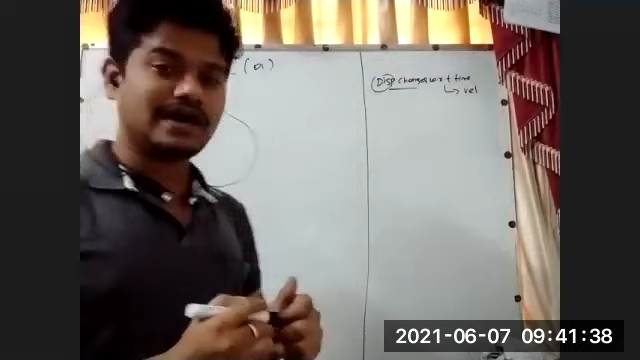 (a)
(Disp changes w.r.t time
↳ vel
2021-06-07 09:41:38